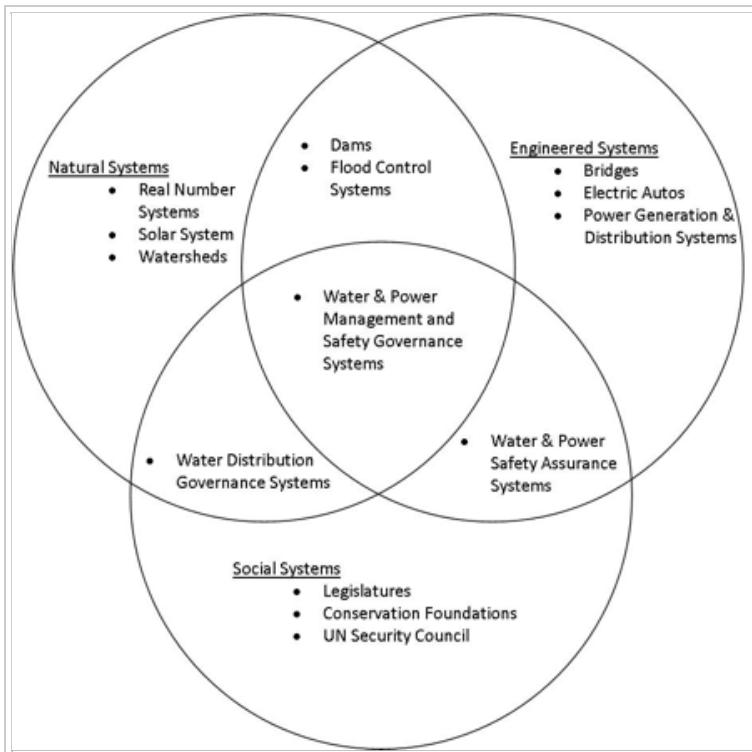 • Dams
• Flood Control
Systems
Natural Systems
• Real Number
Systems
• Solar System
• Watersheds
Engineered Systems
• Bridges
• Electric Autos
• Power Generation &
Distribution Systems
• Water & Power
Management and
Safety Governance
Systems
• Water Distribution
Governance Systems
• Water & Power
Safety Assurance
Systems
Social Systems
• Legislatures
• Conservation Foundations
• UN Security Council